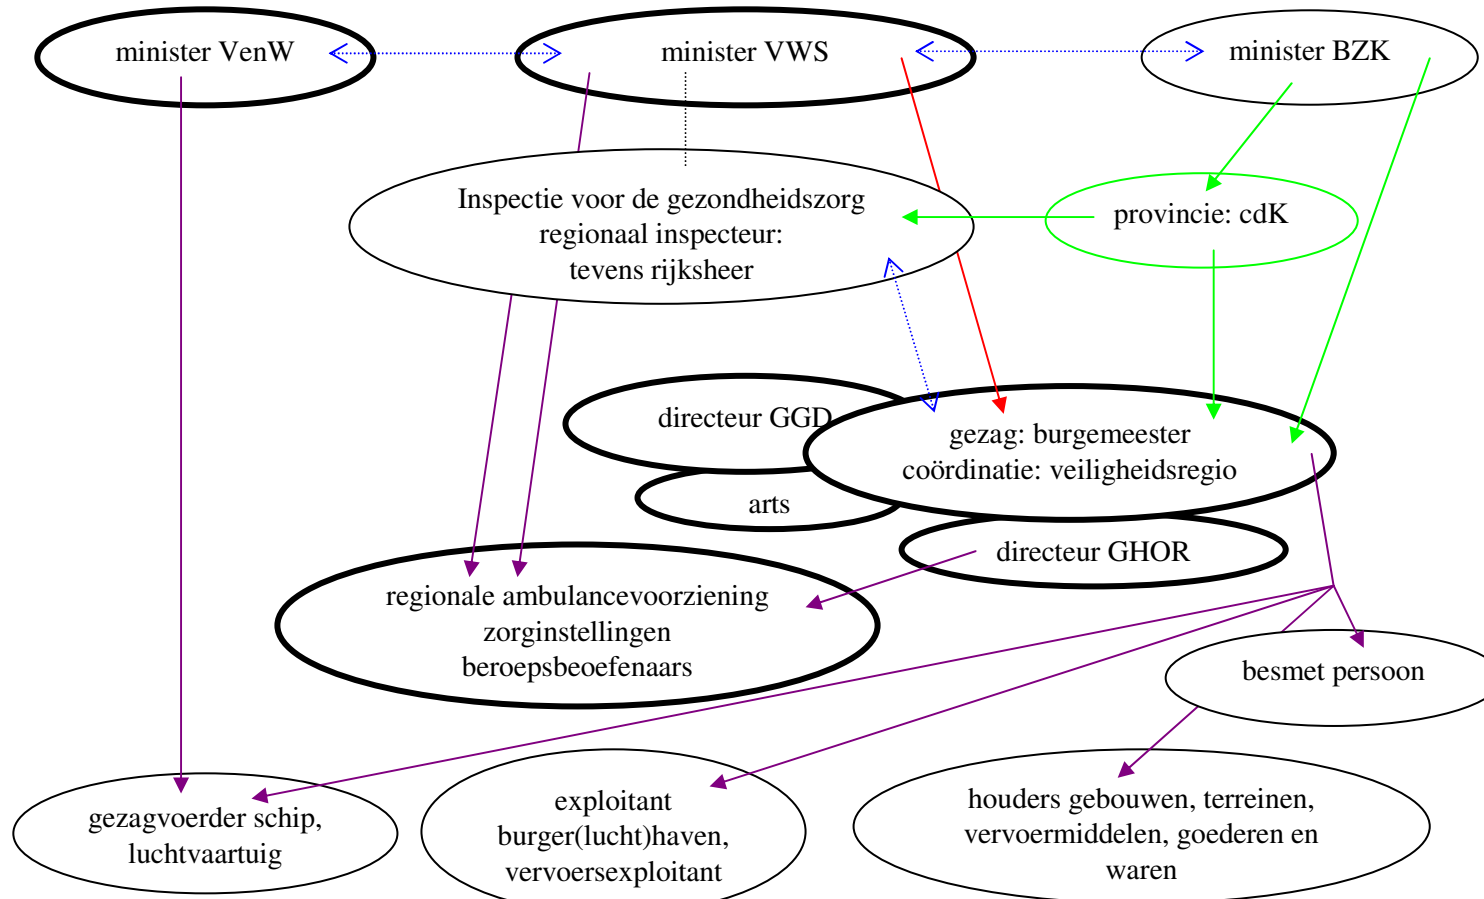 minister VenW
minister VWS
minister BZK
Inspectie voor de gezondheidszorg
regionaal inspecteur:
tevens rijksheer
provincie: cdK
directeur GGD
gezag: burgemeester
coördinatie: veiligheidsregio
arts
directeur GHOR
regionale ambulancevoorziening
zorginstellingen
beroepsbeoefenaars
besmet persoon
gezagvoerder schip,
luchtvaartuig
exploitant
burger(lucht)haven,
vervoersexploitant
houders gebouwen, terreinen,
vervoermiddelen, goederen en
waren